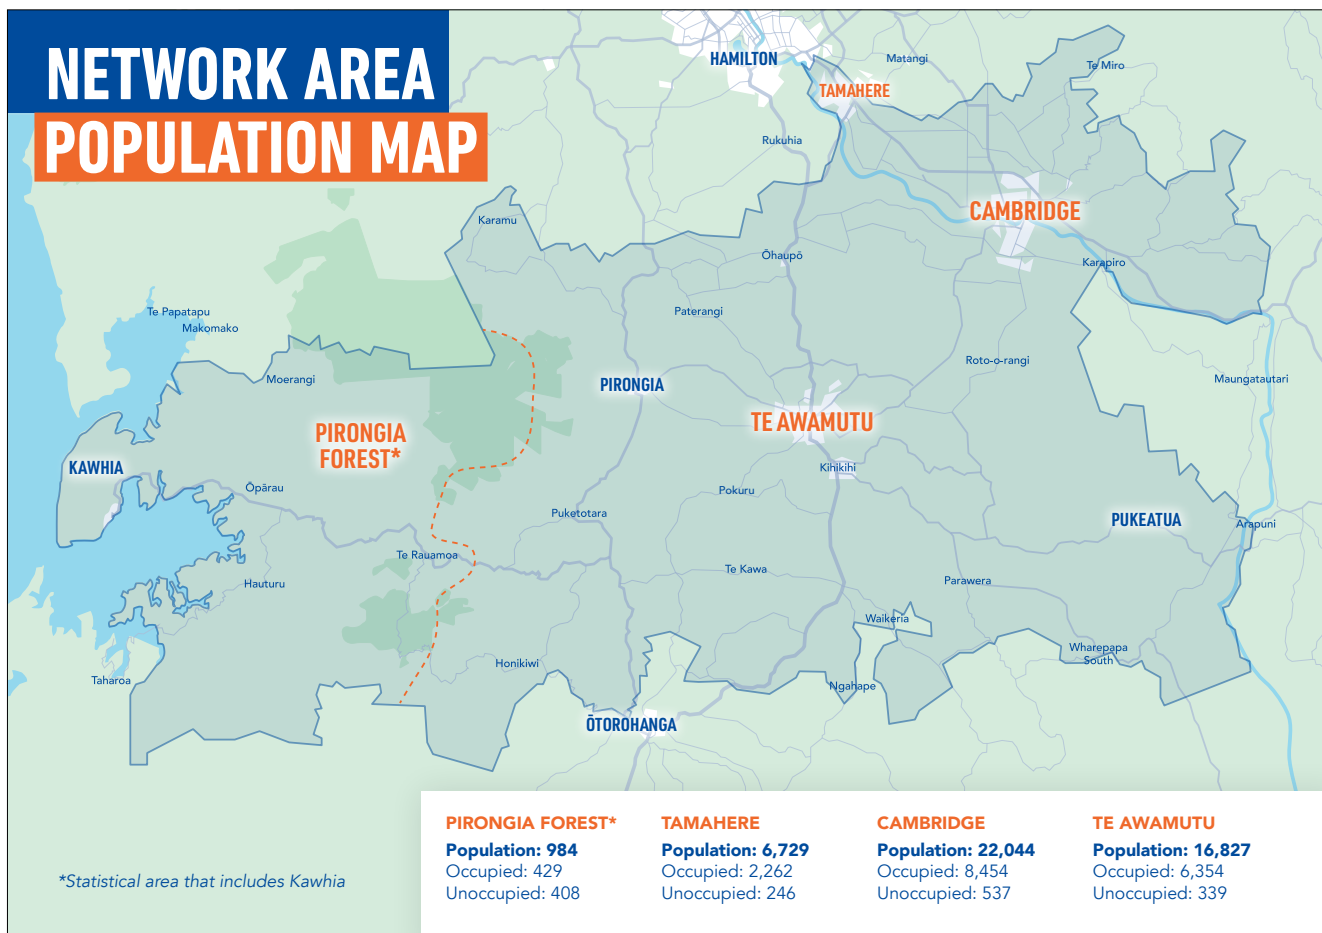 NETWORK AREA
POPULATION MAP
HAMILTON
Matangi
Te Miro
TAMAHERE
Rukuhia
CAMBRIDGE
Karamu
Ōhaupō
Karapiro
Te Papatapu
Makomako
Paterangi
Roto-o-rangi
Moerangi
PIRONGIA
Maungatautari
TE AWAMUTU
PIRONGIA
FOREST*
KAWHIA
Kihikihi
Ōpārau
Pokuru
Puketotara
PUKEATUA
Arapuni
Te Rauamoa
Te Kawa
Hauturu
Parawera
Waikeria
Wharepapa
South
Honikiwi
Taharoa
Ngahape
ŌTOROHANGA
PIRONGIA FOREST*
Population: 984
Occupied: 429
Unoccupied: 408
TAMAHERE
Population: 6,729
Occupied: 2,262
Unoccupied: 246
CAMBRIDGE
Population: 22,044
Occupied: 8,454
Unoccupied: 537
TE AWAMUTU
Population: 16,827
Occupied: 6,354
Unoccupied: 339
*Statistical area that includes Kawhia